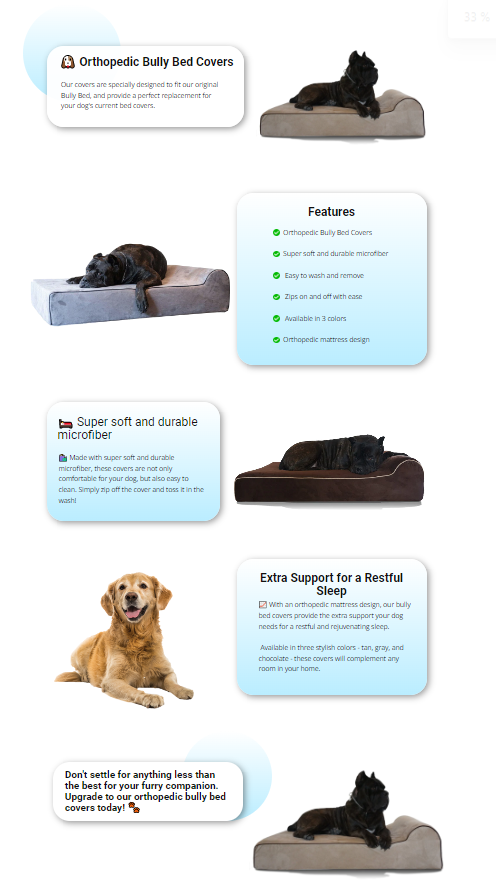 33 %
Orthopedic Bully Bed Covers
Our covers are specially designed to fit our original
Bully Bed, and provide a perfect replacement for
your dog's current bed covers.
Features
Orthopedic Bully Bed Covers
Super soft and durable microfiber
Easy to wash and remove
Zips on and off with ease
Available in 3 colors
Orthopedic mattress design
Super soft and durable
microfiber
Made with super soft and durable
microfiber, these covers are not only
comfortable for your dog, but also easy to
clean. Simply zip off the cover and toss it in the
wash!
Extra Support for a Restful
Sleep
With an orthopedic mattress design, our bully
bed covers provide the extra support your dog
needs for a restful and rejuvenating sleep.
Available in three stylish colors - tan, gray, and
chocolate - these covers will complement any
room in your home.
Don't settle for anything less than
the best for your furry companion.
Upgrade to our orthopedic bully bed
covers today!